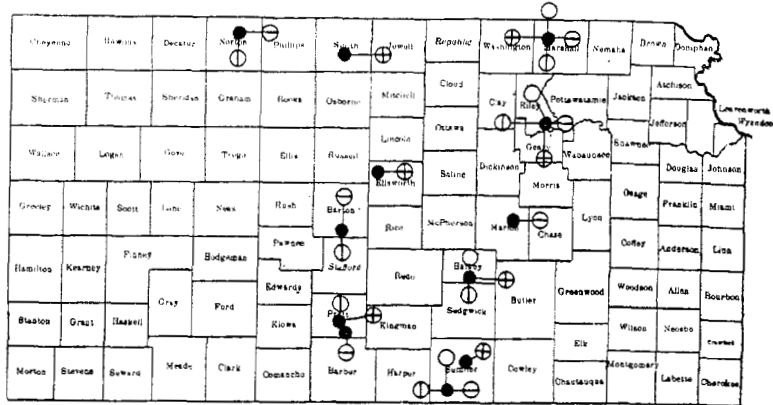 Cheyenne Rawlins Decatur Norton Phillips Smith Jewell Republic Washington Marshall Nemaha Brown Doniphan
Sherman Thomas Sheridan Graham Rooks Osborne Mitchell Cloud Clay Riley Pottawatamie Jackson Atchison
Jefferson Leavenworth
Wallace Logan Gove Trego Ellis Russell Lincoln Ottawa Geary Wabaunsee Shawnee
Ellsworth Saline Dickinson Morris Douglas Johnson
Greeley Wichita Scott Lane Ness Rush Barton Osage Franklin Miami
Rice McPherson Marion Chase Lyon
Pawnee
Hamilton Kearney Finney Hodgeman Stafford Reno Harvey Coffey Anderson Linn
Gray Ford Edwards Sedgwick Butler Greenwood Woodson Allen Bourbon
Stanton Grant Haskell Kiowa Pratt Kingman Wilson Neosho Crawford
Elk
Morton Stevens Seward Meade Clark Comanche Barber Harper Sumner Cowley Chautauqua Montgomery Labette Cherokee